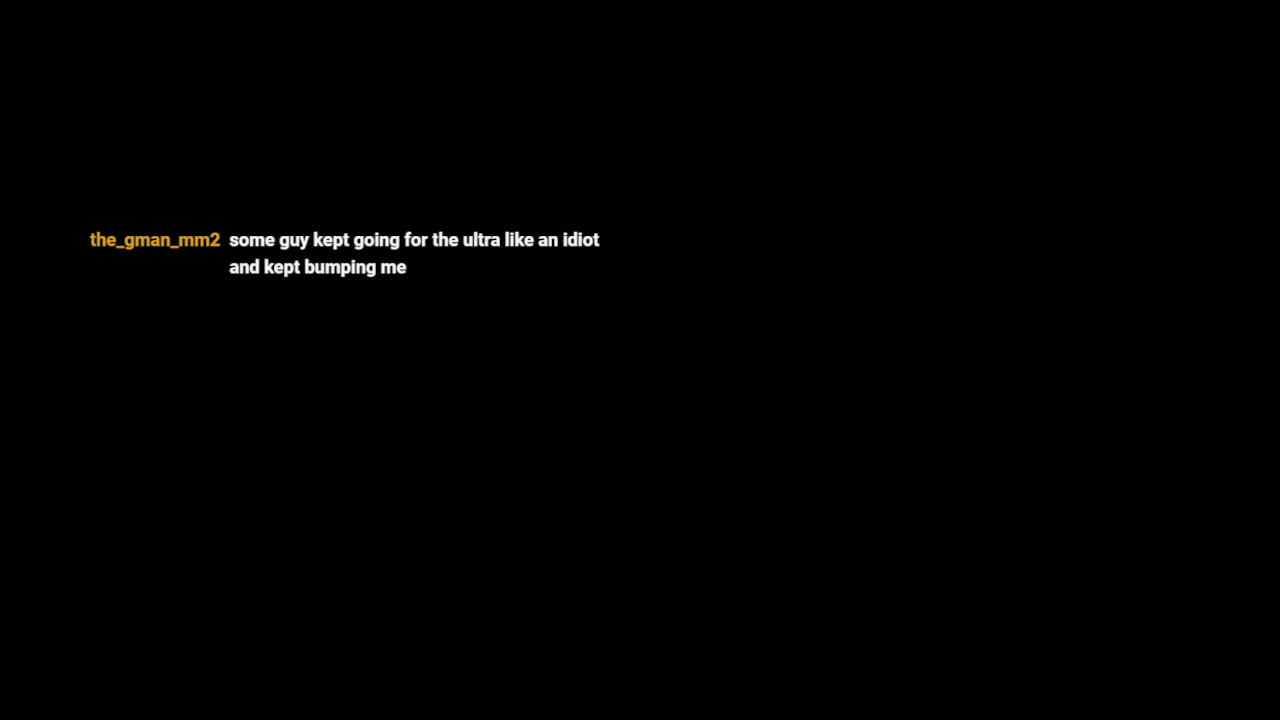 the_gman_mm2 some guy kept going for the ultra like an idiot
and kept bumping me